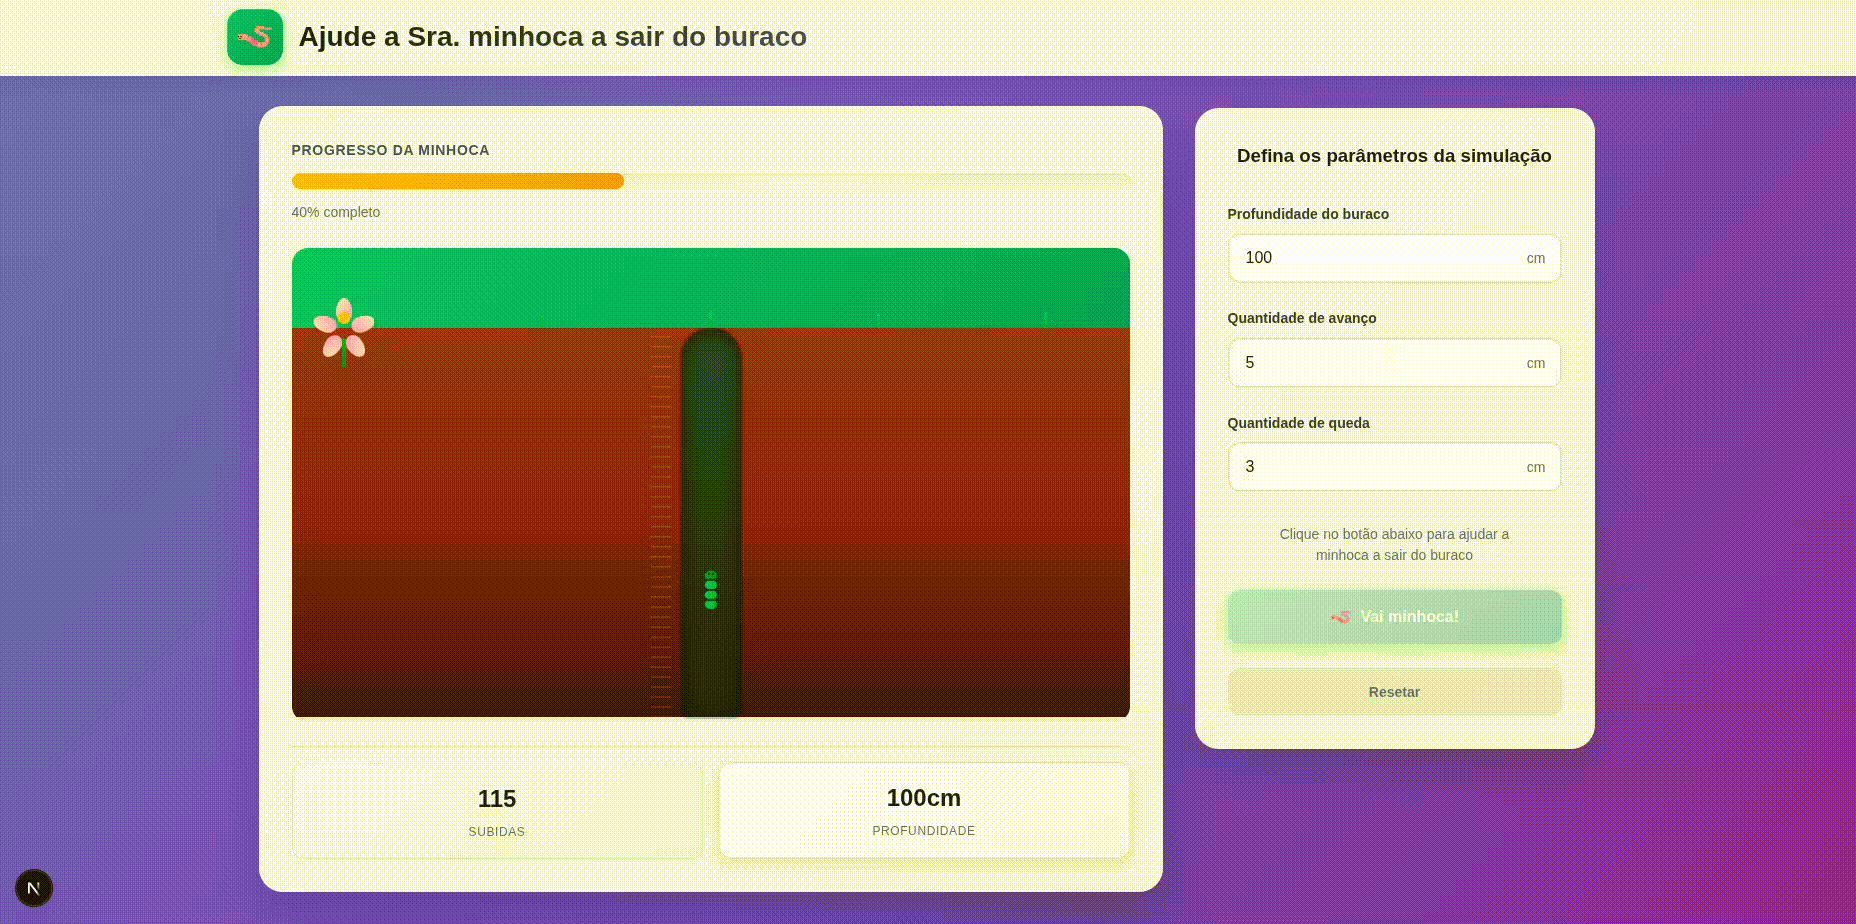 Ajude a Sra. minhoca a sair do buraco
PROGRESSO DA MINHOCA
40% completo
115
SUBIDAS
100cm
PROFUNDIDADE
Defina os parâmetros da simulação
Profundidade do buraco
100 cm
Quantidade de avanço
5 cm
Quantidade de queda
3 cm
Clique no botão abaixo para ajudar a
minhoca a sair do buraco
Vai minhoca!
Resetar
N